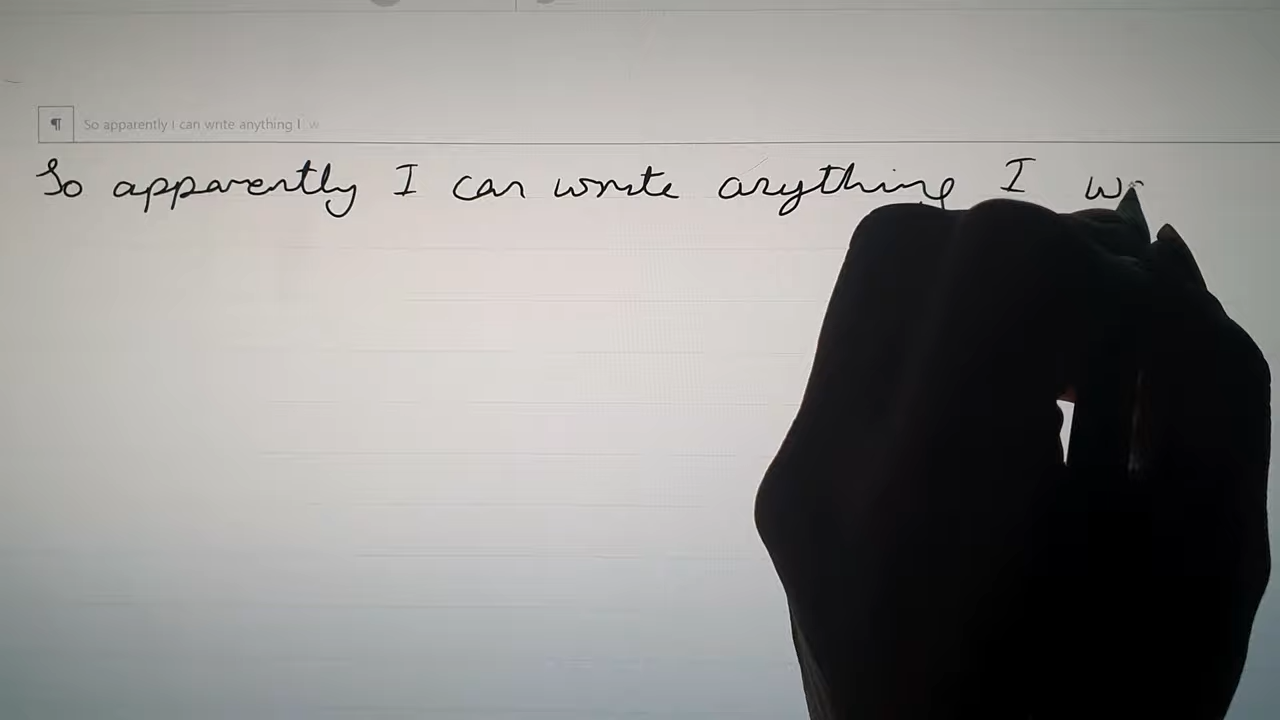 ¶ So apparently I can write anything I w
So apparently I can write anything I w